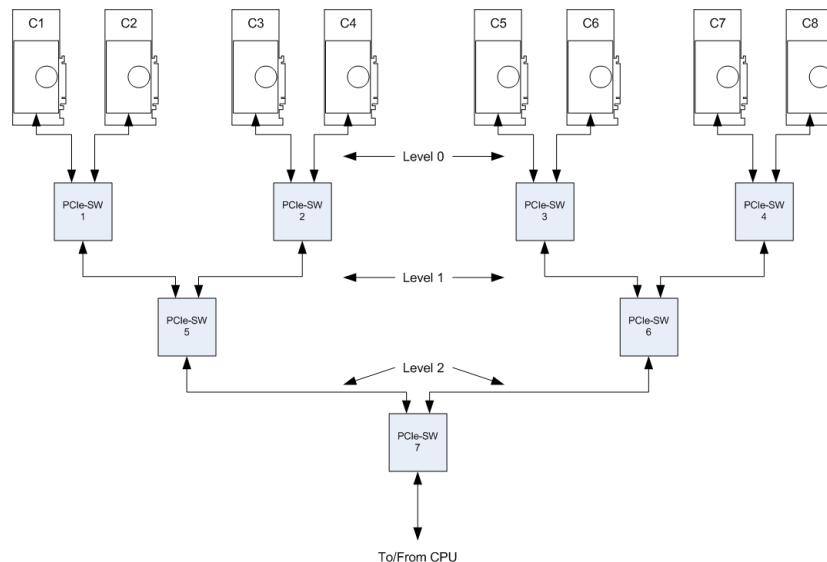 C1
C2
C3
C4
C5
C6
C7
C8
Level 0
PCIe-SW
1
PCIe-SW
2
PCIe-SW
3
PCIe-SW
4
Level 1
PCIe-SW
5
PCIe-SW
6
Level 2
PCIe-SW
7
To/From CPU